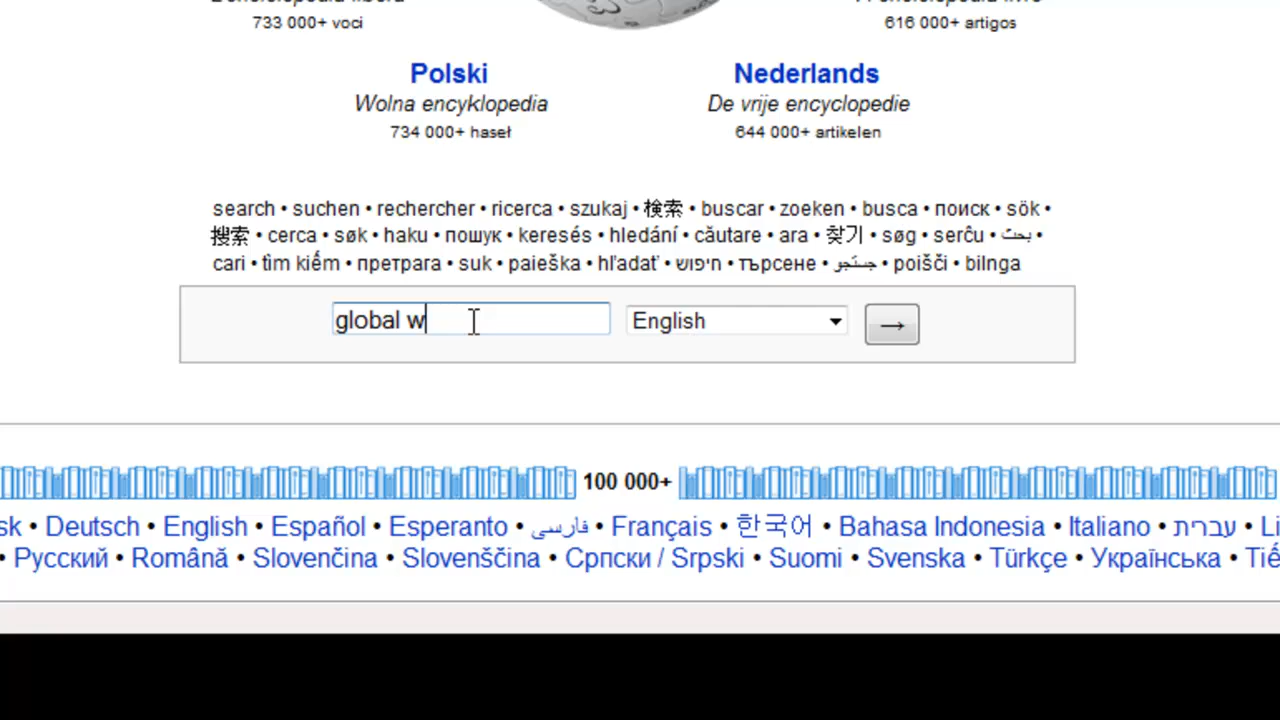 733 000+ voci
616 000+ artigos
Polski
Nederlands
Wolna encyklopedia
De vrije encyclopedie
734 000+ haseł
644 000+ artikelen
search • suchen • rechercher • ricerca • szukaj • 検索 • buscar • zoeken • busca • поиск • sök •
搜索 • cerca • søk • haku • пошук • keresés • hledání • căutare • ara • 찾기 • søg • serĉu • بحث •
cari • tìm kiếm • претрага • suk • paieška • hľadať • חיפוש • търсене • جستجو • poišči • bilnga
global w
English
→
100 000+
sk • Deutsch • English • Español • Esperanto • فارسی • Français • 한국어 • Bahasa Indonesia • Italiano • עברית • Li
• Русский • Română • Slovenčina • Slovenščina • Српски / Srpski • Suomi • Svenska • Türkçe • Українська • Tiế